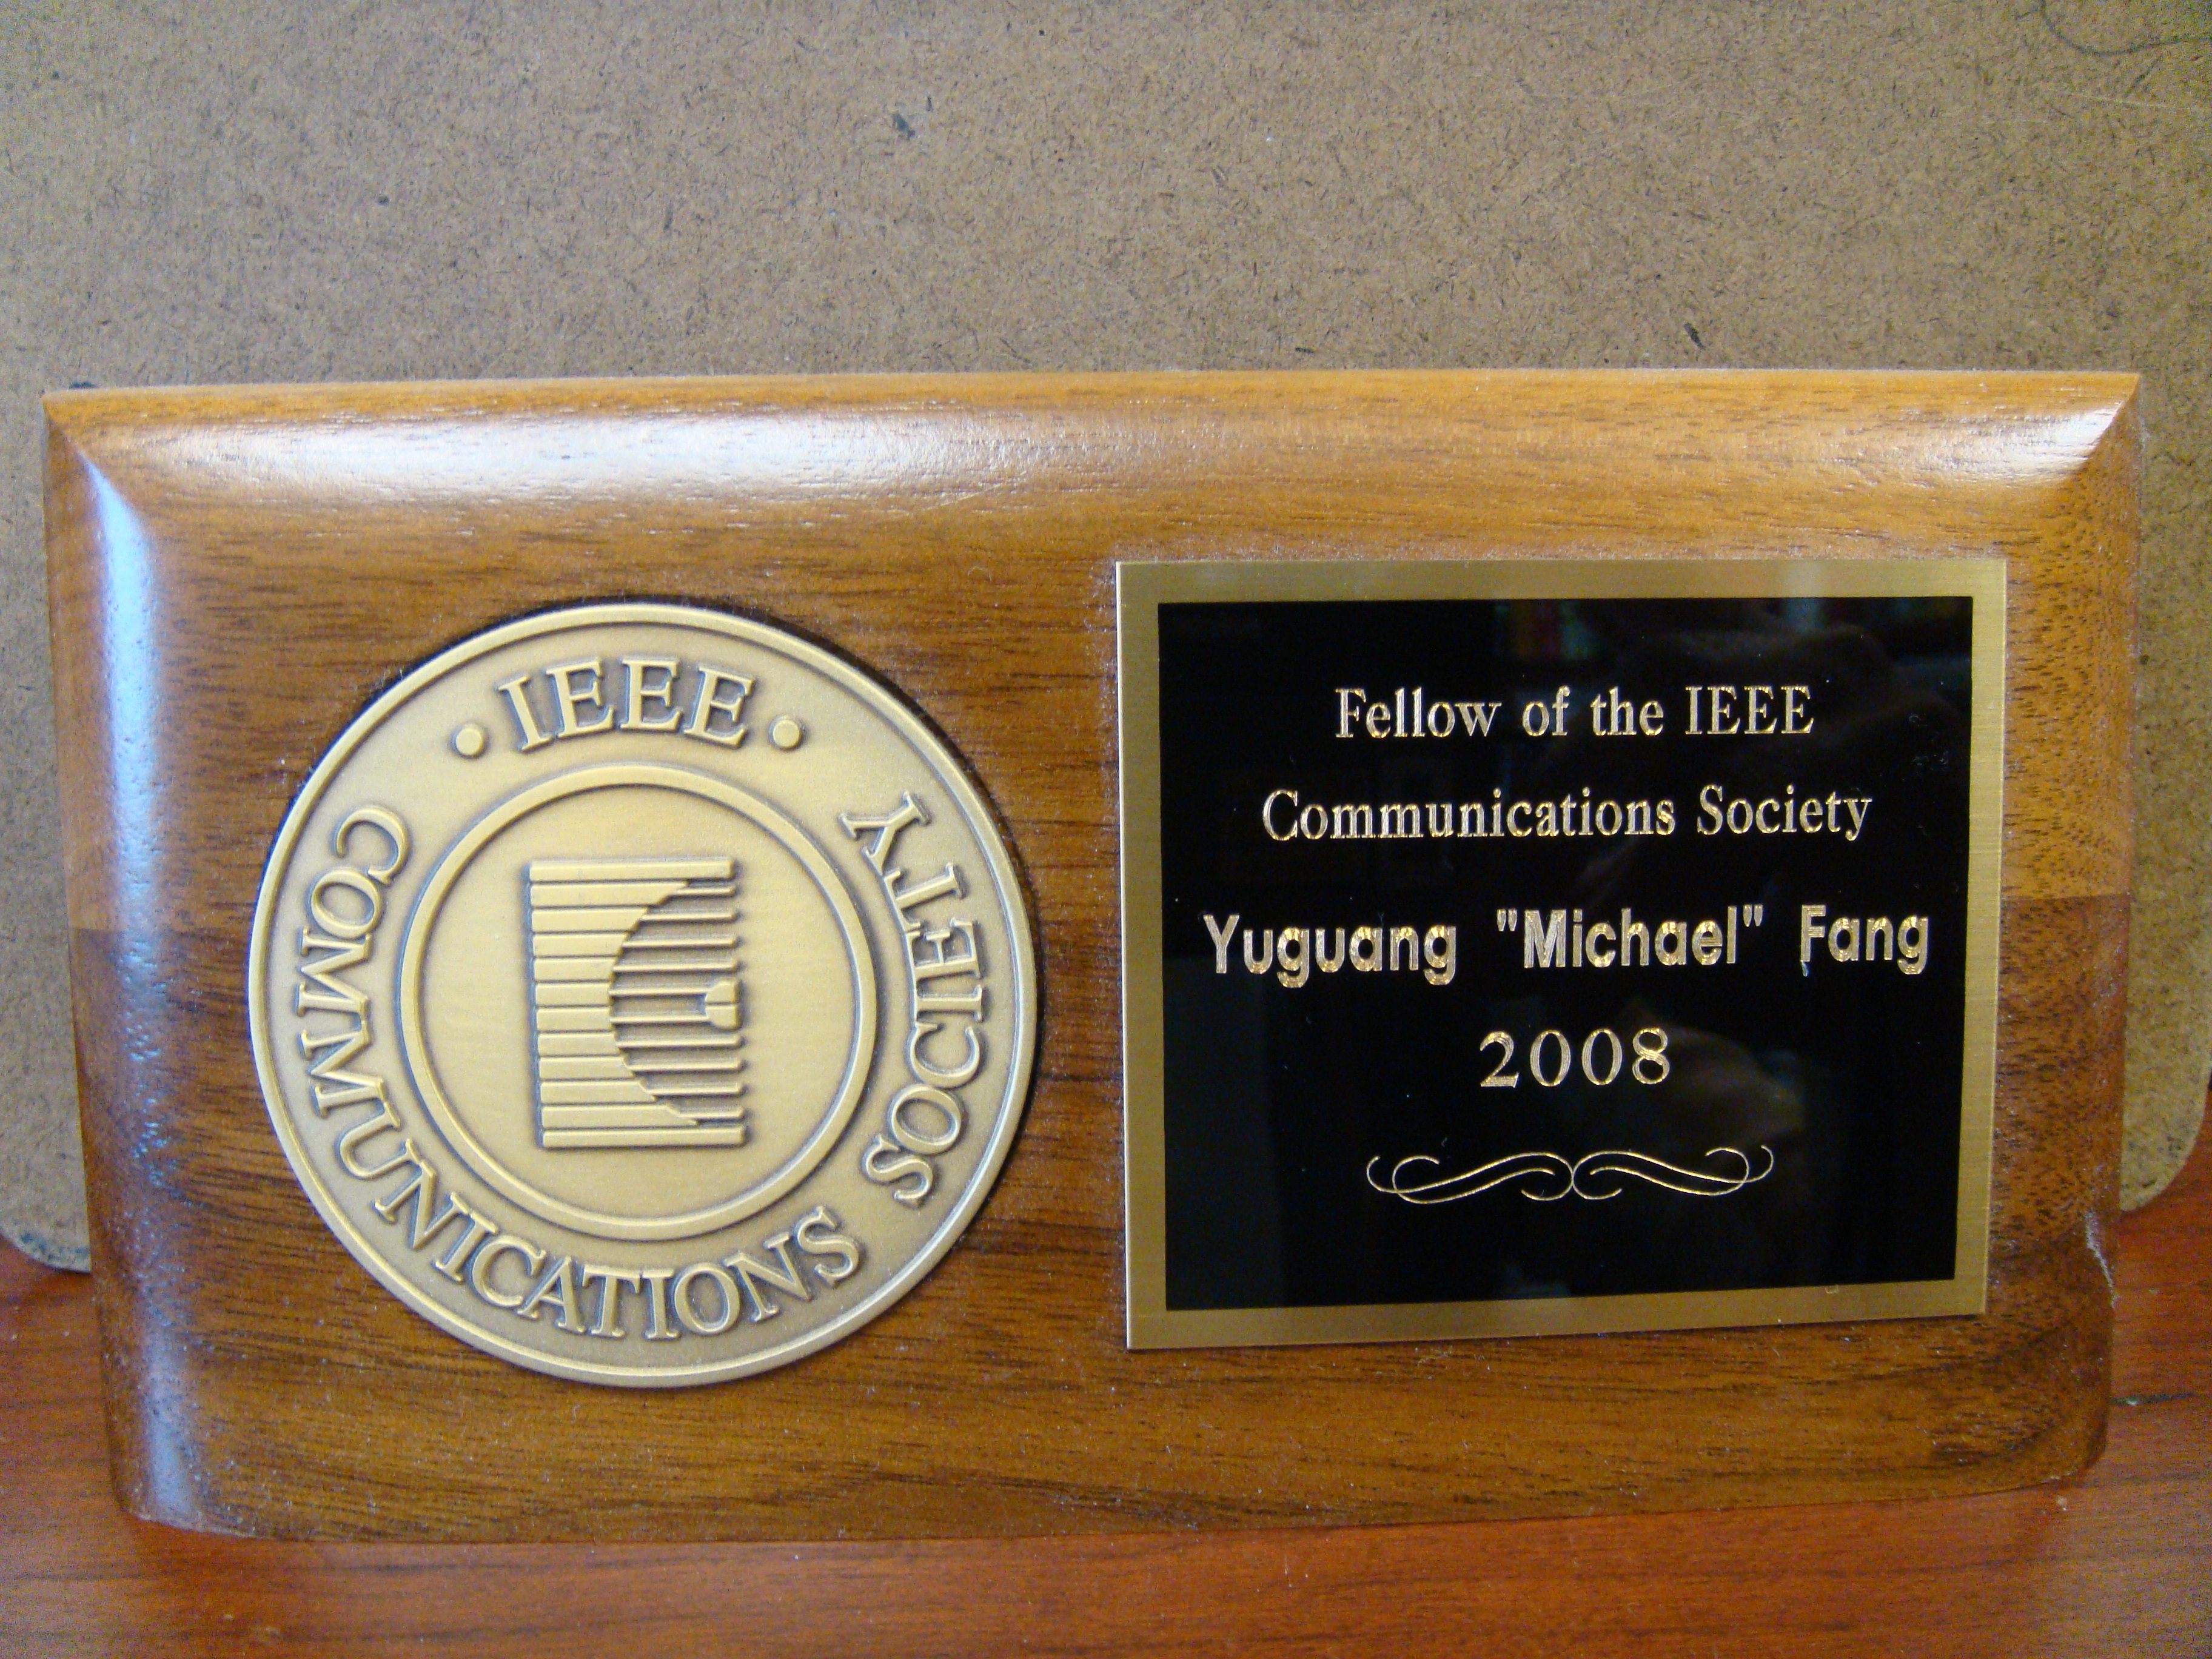 IEEE
COMMUNICATIONS SOCIETY
Fellow of the IEEE
Communications Society
Yuguang "Michael" Fang
2008